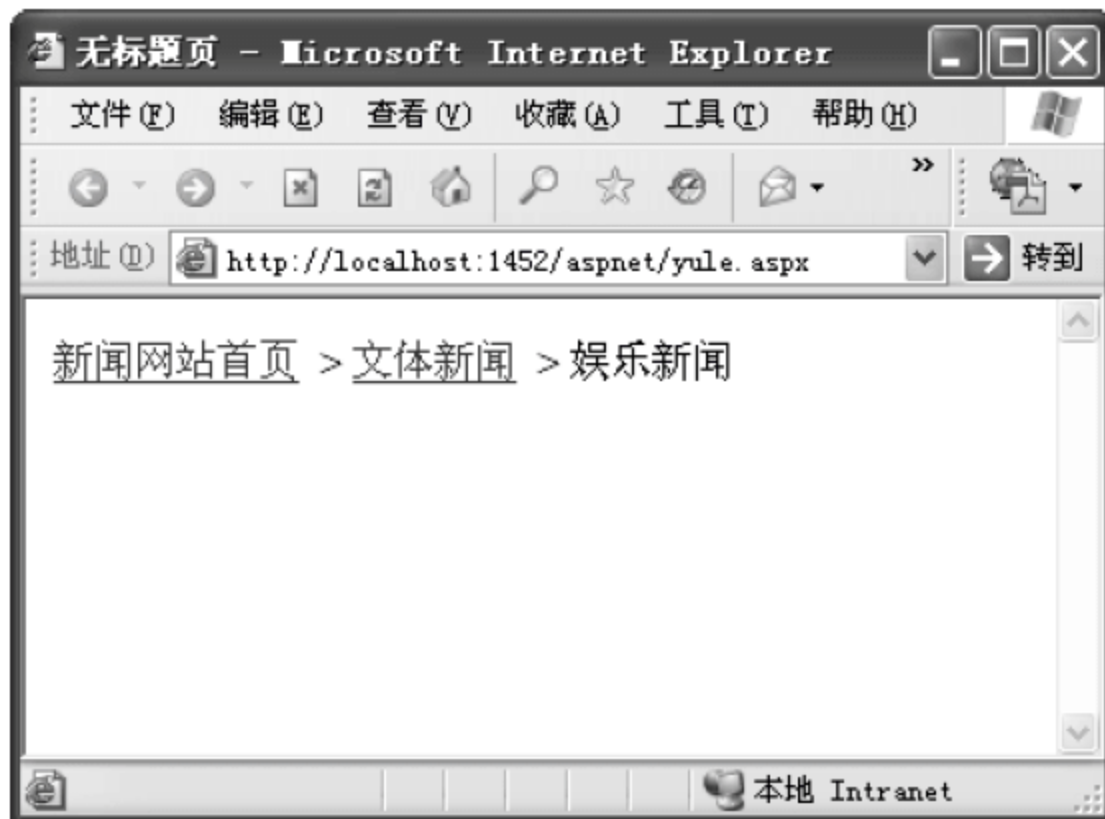 无标题页 - Microsoft Internet Explorer
文件(F) 编辑(E) 查看(V) 收藏(A) 工具(T) 帮助(H)
»
地址(D) http://localhost:1452/aspnet/yule.aspx 转到
新闻网站首页 > 文体新闻 > 娱乐新闻
本地 Intranet